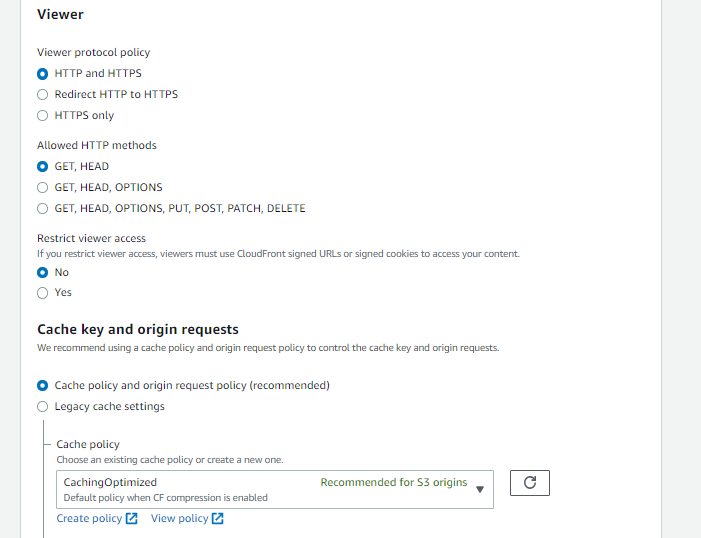 Viewer
Viewer protocol policy
HTTP and HTTPS
Redirect HTTP to HTTPS
HTTPS only
Allowed HTTP methods
GET, HEAD
GET, HEAD, OPTIONS
GET, HEAD, OPTIONS, PUT, POST, PATCH, DELETE
Restrict viewer access
If you restrict viewer access, viewers must use CloudFront signed URLs or signed cookies to access your content.
No
Yes
Cache key and origin requests
We recommend using a cache policy and origin request policy to control the cache key and origin requests.
Cache policy and origin request policy (recommended)
Legacy cache settings
Cache policy
Choose an existing cache policy or create a new one.
CachingOptimized Recommended for S3 origins
Default policy when CF compression is enabled
Create policy View policy